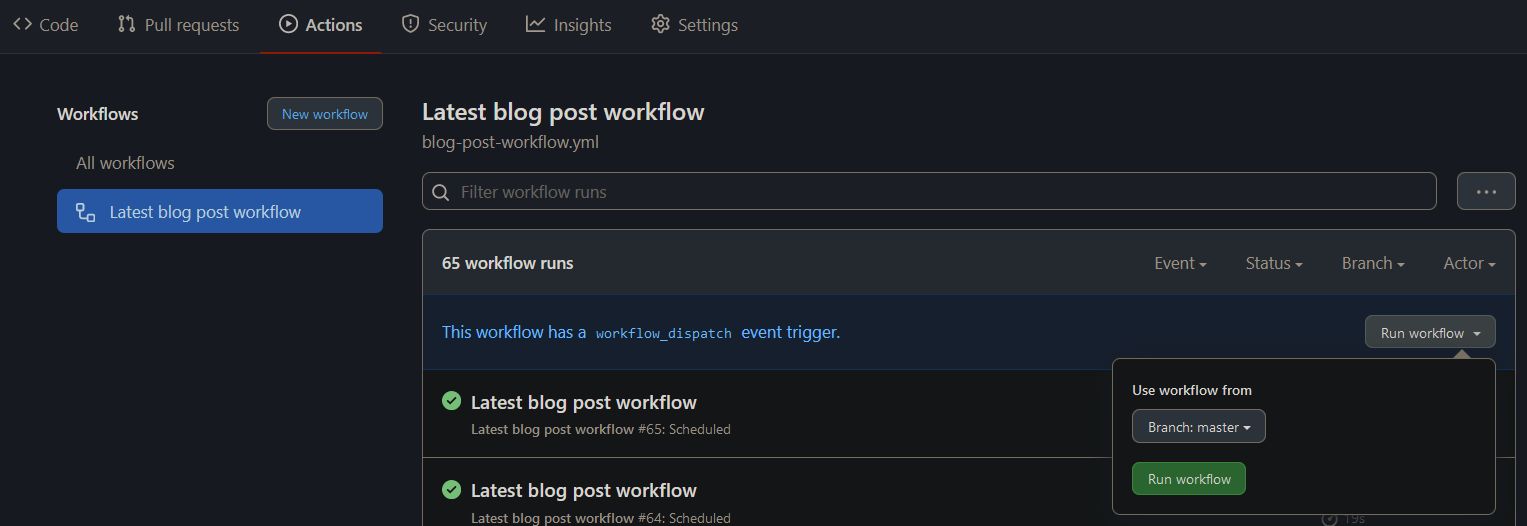 Code Pull requests Actions Security Insights Settings
Workflows
New workflow
All workflows
Latest blog post workflow
Latest blog post workflow
blog-post-workflow.yml
Filter workflow runs
65 workflow runs
Event Status Branch Actor
This workflow has a workflow_dispatch event trigger.
Run workflow
Use workflow from
Branch: master
Run workflow
Latest blog post workflow
Latest blog post workflow #65: Scheduled
Latest blog post workflow
Latest blog post workflow #64: Scheduled
19s